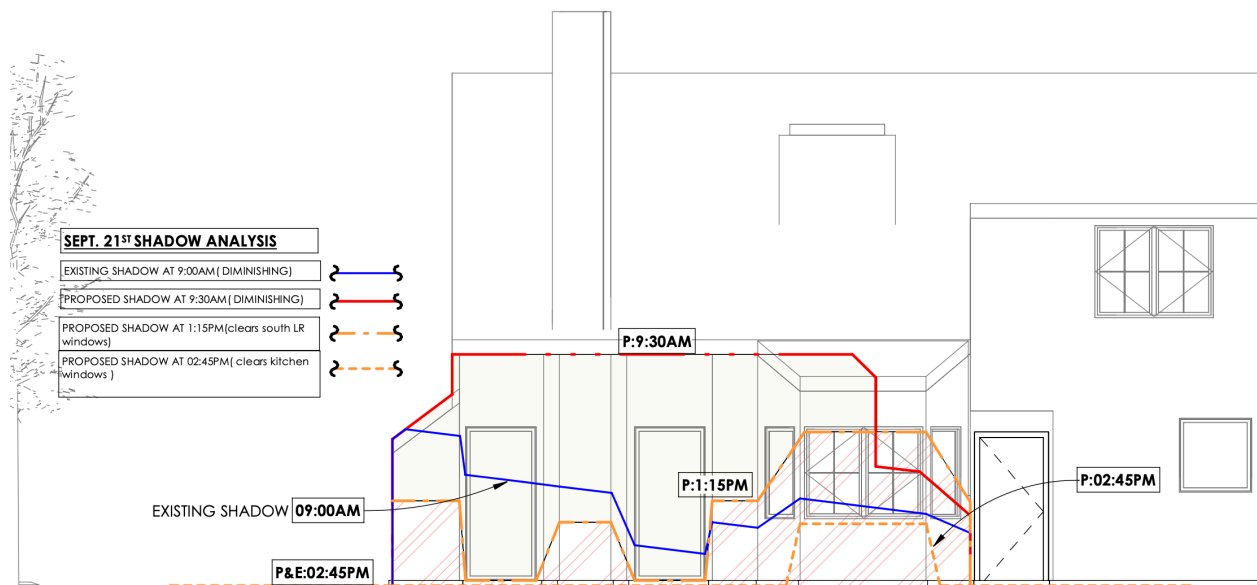 SEPT. 21ST SHADOW ANALYSIS
EXISTING SHADOW AT 9:00AM( DIMINISHING)
PROPOSED SHADOW AT 9:30AM( DIMINISHING)
PROPOSED SHADOW AT 1:15PM(clears south LR
windows)
PROPOSED SHADOW AT 02:45PM( clears kitchen
windows )
P:9:30AM
P:1:15PM
P:02:45PM
EXISTING SHADOW 09:00AM
P&E:02:45PM